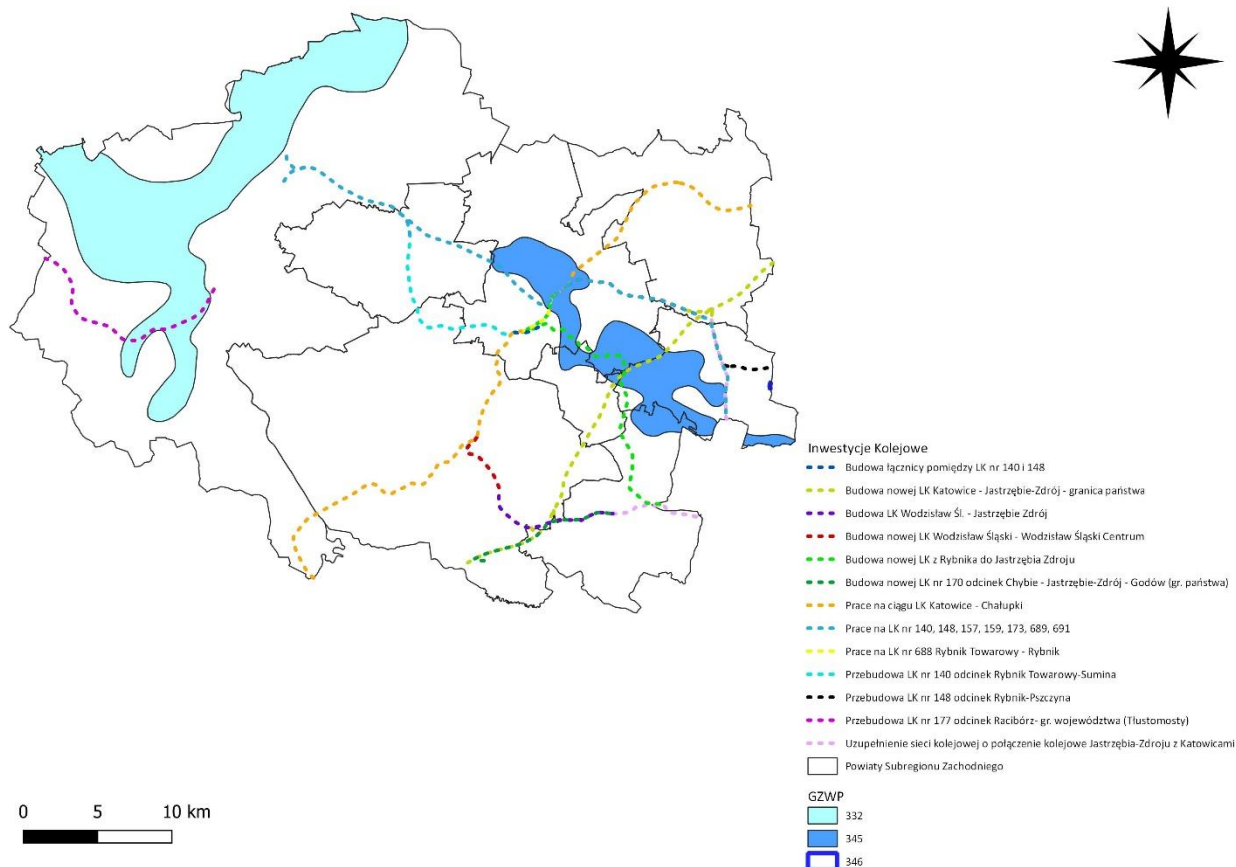 Inwestycje Kolejowe
Budowa łącznicy pomiędzy LK nr 140 i 148
Budowa nowej LK Katowice - Jastrzębie-Zdrój - granica państwa
Budowa LK Wodzisław Śl. - Jastrzębie Zdrój
Budowa nowej LK Wodzisław Śląski - Wodzisław Śląski Centrum
Budowa nowej LK z Rybnika do Jastrzębia Zdroju
Budowa nowej LK nr 170 odcinek Chybie - Jastrzębie-Zdrój - Godów (gr. państwa)
Prace na ciągu LK Katowice - Chałupki
Prace na LK nr 140, 148, 157, 159, 173, 689, 691
Prace na LK nr 688 Rybnik Towarowy - Rybnik
Przebudowa LK nr 140 odcinek Rybnik Towarowy-Sumina
Przebudowa LK nr 148 odcinek Rybnik-Pszczyna
Przebudowa LK nr 177 odcinek Racibórz- gr. województwa (Tłustomosty)
Uzupełnienie sieci kolejowej o połączenie kolejowe Jastrzębia-Zdroju z Katowicami
Powiaty Subregionu Zachodniego
GZWP
332
345
346
0 5 10 km